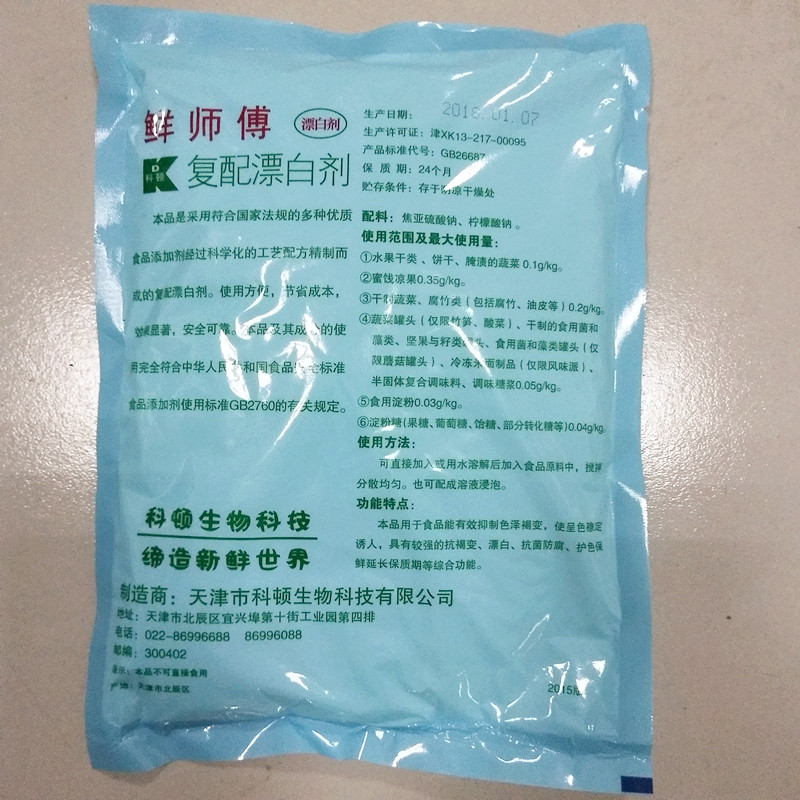 鲜师傅 漂白剂
K D 科顿 复配漂白剂
本品是采用符合国家法规的多种优质
食品添加剂经过科学化的工艺配方精制而
成的复配漂白剂。使用方便，节省成本，
效果显著，安全可靠。本品及其成分的使
用完全符合中华人民共和国食品安全标准
食品添加剂使用标准GB2760的有关规定。
科顿生物科技
缔造新鲜世界
生产日期： 2018.01.07
生产许可证：津XK13-217-00095
产品标准代号：GB26687
保 质 期：24个月
贮存条件：存于阴凉干燥处
配料：焦亚硫酸钠、柠檬酸钠。
使用范围及最大使用量：
①水果干类、饼干、腌渍的蔬菜 0.1g/kg。
②蜜饯凉果0.35g/kg。
③干制蔬菜、腐竹类（包括腐竹、油皮等）0.2g/kg。
④蔬菜罐头（仅限竹笋、酸菜）、干制的食用菌和
藻类、坚果与籽类罐头、食用菌和藻类罐头（仅
限蘑菇罐头）、冷冻米面制品（仅限风味派）、
半固体复合调味料、调味糖浆0.05g/kg。
⑤食用淀粉0.03g/kg。
⑥淀粉糖(果糖、葡萄糖、饴糖、部分转化糖等)0.04g/kg
使用方法：
可直接加入或用水溶解后加入食品原料中，搅拌
分散均匀。也可配成溶液浸泡。
功能特点：
本品用于食品能有效抑制色泽褐变，使呈色稳定
诱人，具有较强的抗褐变、漂白、抗菌防腐、护色保
鲜延长保质期等综合功能。
制造商：天津市科顿生物科技有限公司
地址：天津市北辰区宜兴埠第十街工业园第四排
电话：022-86996688 86996088
邮编：300402
提示：本品不可直接食用
产地：天津市北辰区
2015版